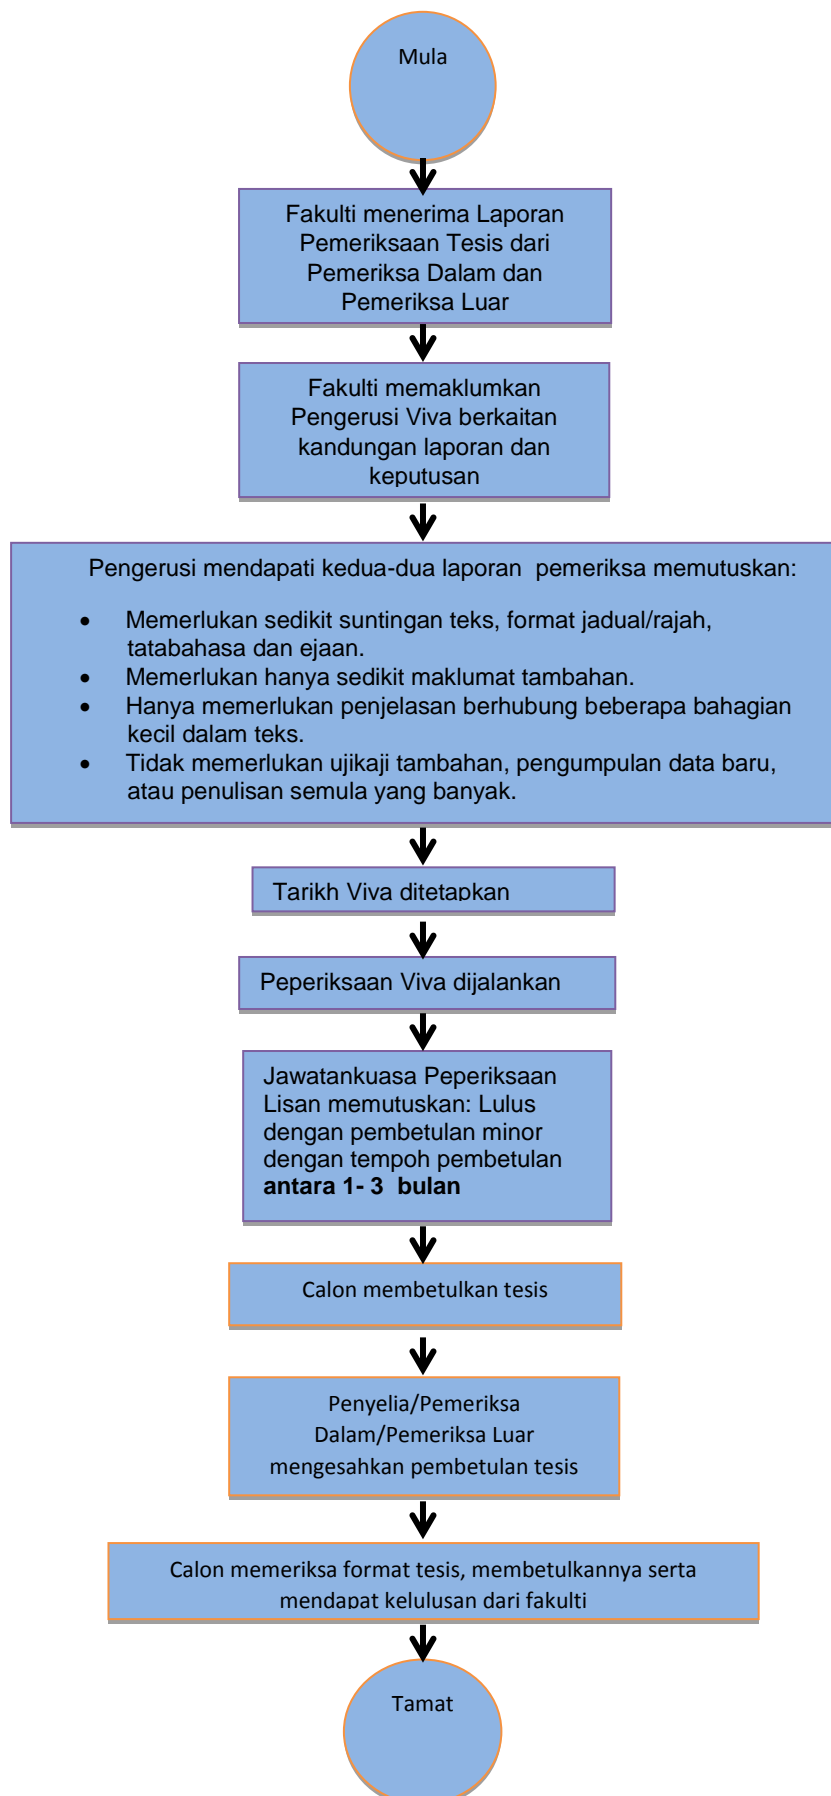 Mula
Fakulti menerima Laporan
Pemeriksaan Tesis dari
Pemeriksa Dalam dan
Pemeriksa Luar
Fakulti memaklumkan
Pengerusi Viva berkaitan
kandungan laporan dan
keputusan
Pengerusi mendapati kedua-dua laporan  pemeriksa memutuskan:
• Memerlukan sedikit suntingan teks, format jadual/rajah,
tatabahasa dan ejaan.
• Memerlukan hanya sedikit maklumat tambahan.
• Hanya memerlukan penjelasan berhubung beberapa bahagian
kecil dalam teks.
• Tidak memerlukan ujikaji tambahan, pengumpulan data baru,
atau penulisan semula yang banyak.
Tarikh Viva ditetapkan
Peperiksaan Viva dijalankan
Jawatankuasa Peperiksaan
Lisan memutuskan: Lulus
dengan pembetulan minor
dengan tempoh pembetulan
antara 1- 3  bulan
Calon membetulkan tesis
Penyelia/Pemeriksa
Dalam/Pemeriksa Luar
mengesahkan pembetulan tesis
Calon memeriksa format tesis, membetulkannya serta
mendapat kelulusan dari fakulti
Tamat